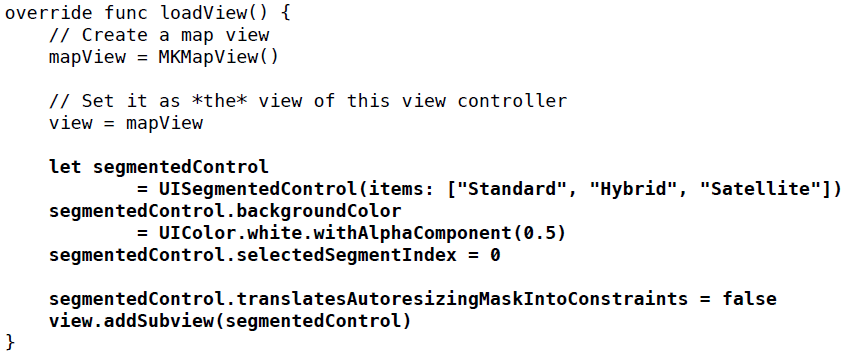 override func loadView() {
    // Create a map view
    mapView = MKMapView()

    // Set it as *the* view of this view controller
    view = mapView

    let segmentedControl
            = UISegmentedControl(items: ["Standard", "Hybrid", "Satellite"])
    segmentedControl.backgroundColor
            = UIColor.white.withAlphaComponent(0.5)
    segmentedControl.selectedSegmentIndex = 0

    segmentedControl.translatesAutoresizingMaskIntoConstraints = false
    view.addSubview(segmentedControl)
}